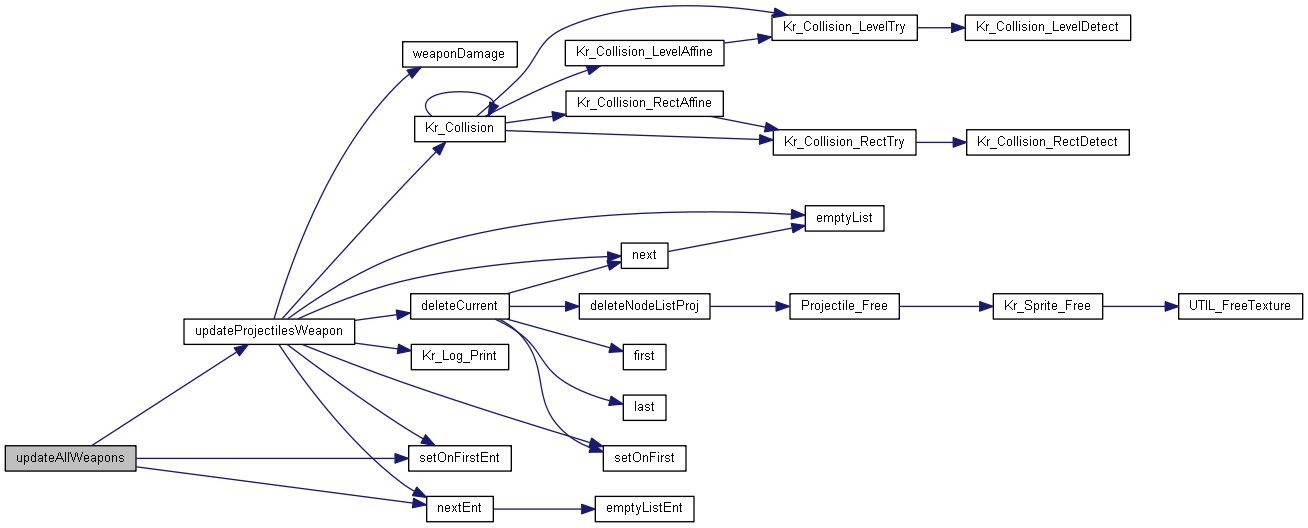 Kr_Collision_LevelTry
Kr_Collision_LevelDetect
weaponDamage
Kr_Collision_LevelAffine
Kr_Collision_RectAffine
Kr_Collision
Kr_Collision_RectTry
Kr_Collision_RectDetect
emptyList
next
deleteCurrent
deleteNodeListProj
Projectile_Free
Kr_Sprite_Free
UTIL_FreeTexture
updateProjectilesWeapon
Kr_Log_Print
first
last
updateAllWeapons
setOnFirstEnt
setOnFirst
nextEnt
emptyListEnt